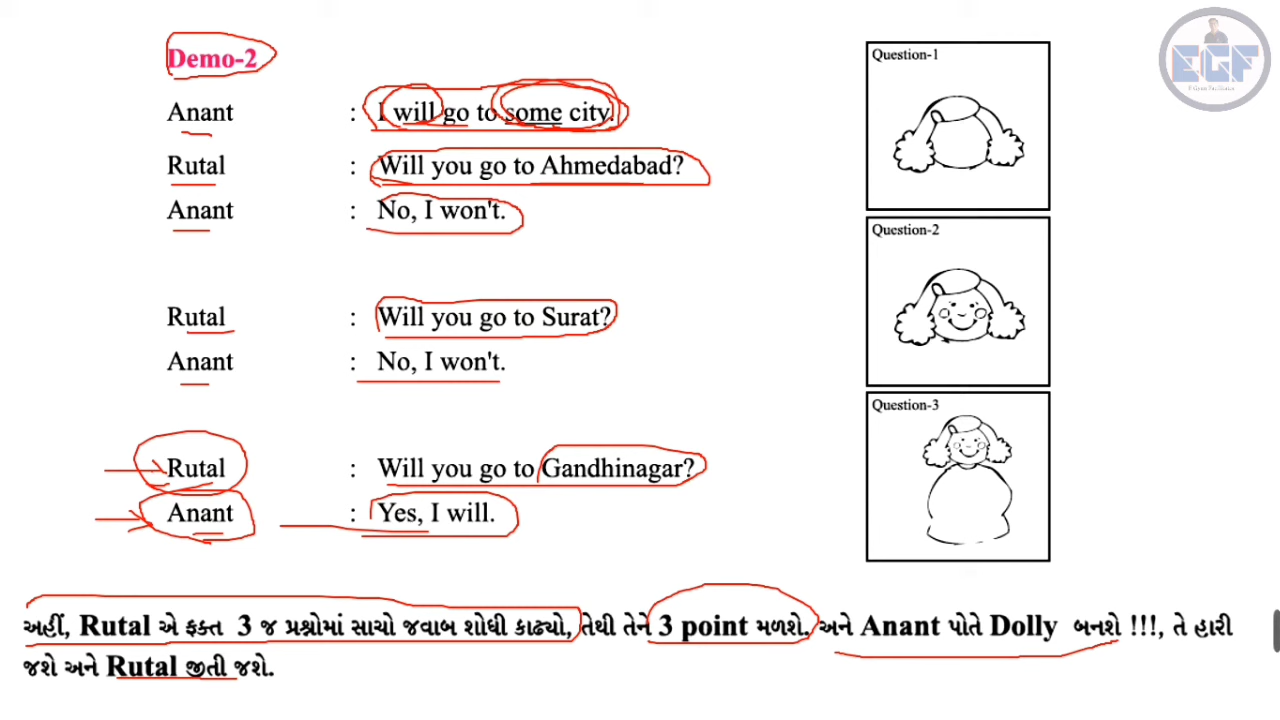 Demo-2
Anant : I will go to some city.
Rutal : Will you go to Ahmedabad?
Anant : No, I won't.
Rutal : Will you go to Surat?
Anant : No, I won't.
Rutal : Will you go to Gandhinagar?
Anant : Yes, I will.
અહીં, Rutal એ ફક્ત 3 જ પ્રશ્નોમાં સાચો જવાબ શોધી કાઢ્યો, તેથી તેને 3 point મળશે. અને Anant પોતે Dolly બનશે !!!, તે હારી
જશે અને Rutal જીતી જશે.
Question-1
Question-2
Question-3
EGF